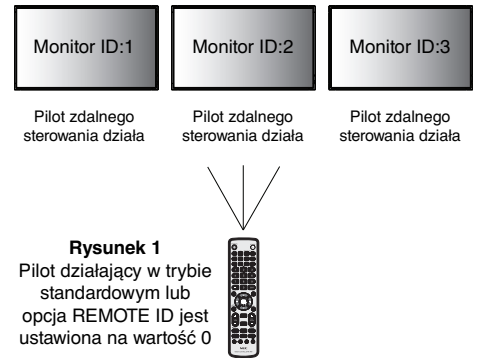 Monitor ID:1
Monitor ID:2
Monitor ID:3
Pilot zdalnego
sterowania działa
Pilot zdalnego
sterowania działa
Pilot zdalnego
sterowania działa
Rysunek 1
Pilot działający w trybie
standardowym lub
opcja REMOTE ID jest
ustawiona na wartość 0